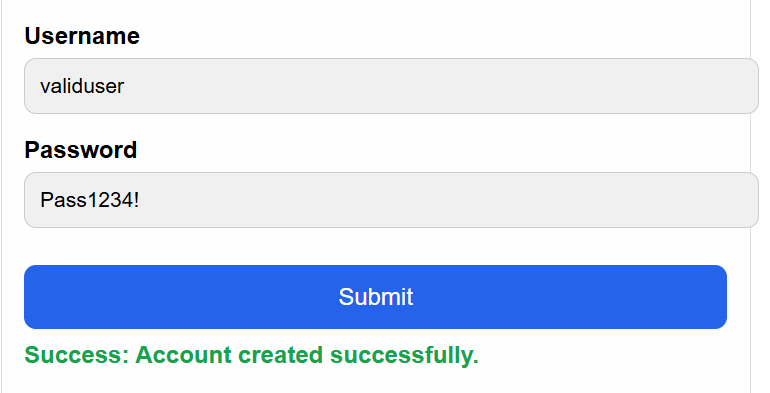 Username
validuser
Password
Pass1234!
Submit
Success: Account created successfully.